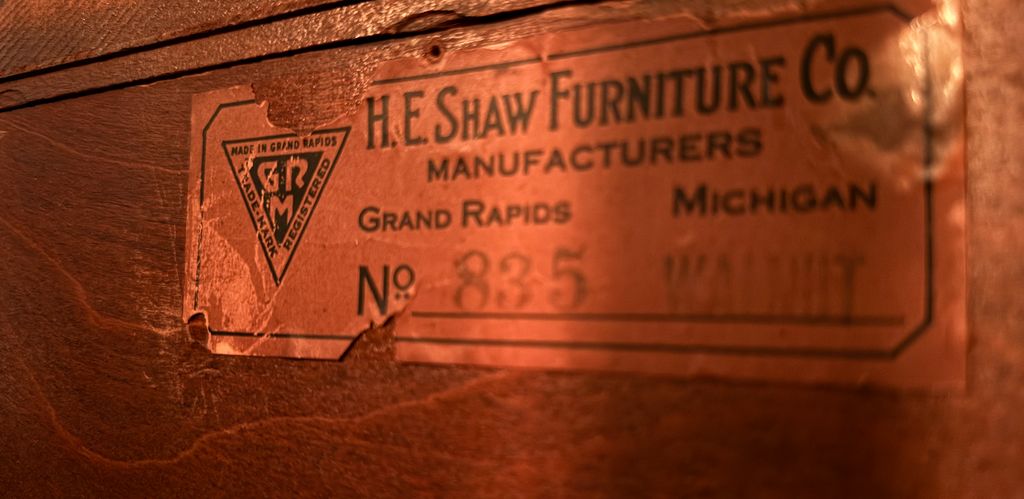 H. E. SHAW FURNITURE CO.
MANUFACTURERS
GRAND RAPIDS MICHIGAN
No 835 WALNUT
MADE IN GRAND RAPIDS
GRM
TRADE-MARK
REGISTERED